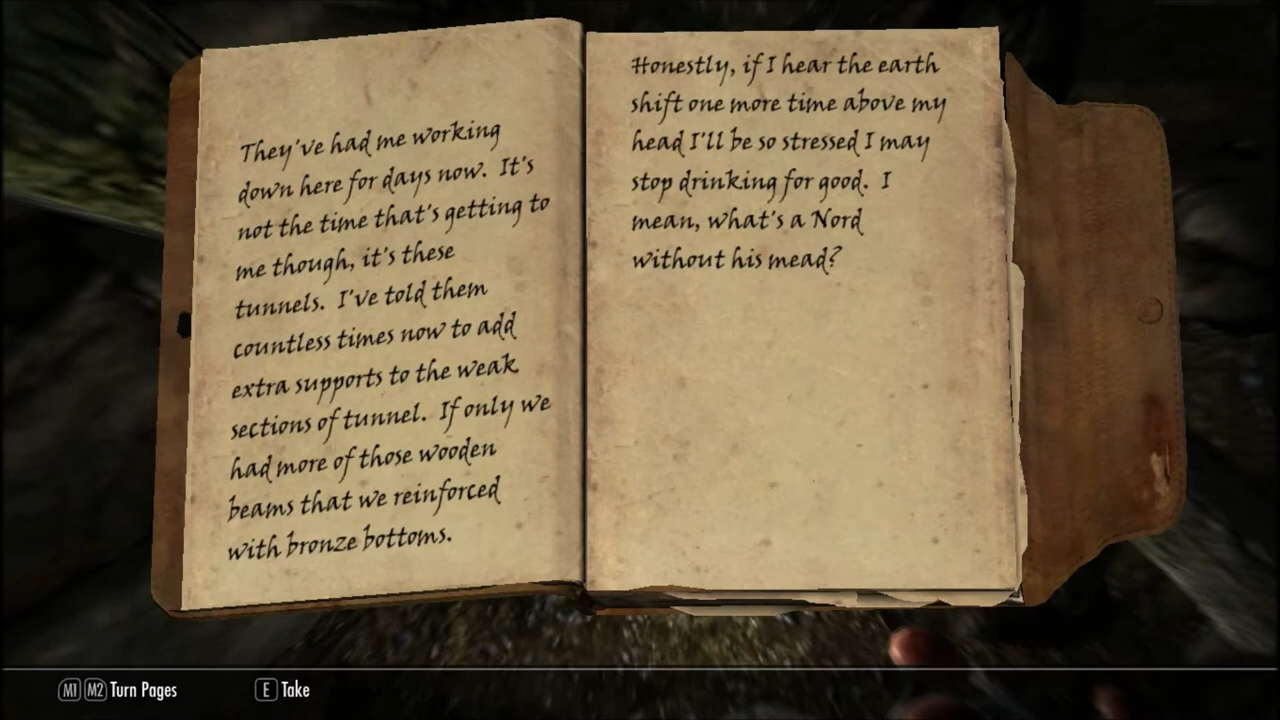 They've had me working
down here for days now. It's
not the time that's getting to
me though, it's these
tunnels. I've told them
countless times now to add
extra supports to the weak
sections of tunnel. If only we
had more of those wooden
beams that we reinforced
with bronze bottoms.
Honestly, if I hear the earth
shift one more time above my
head I'll be so stressed I may
stop drinking for good. I
mean, what's a Nord
without his mead?
M1 M2 Turn Pages
E Take